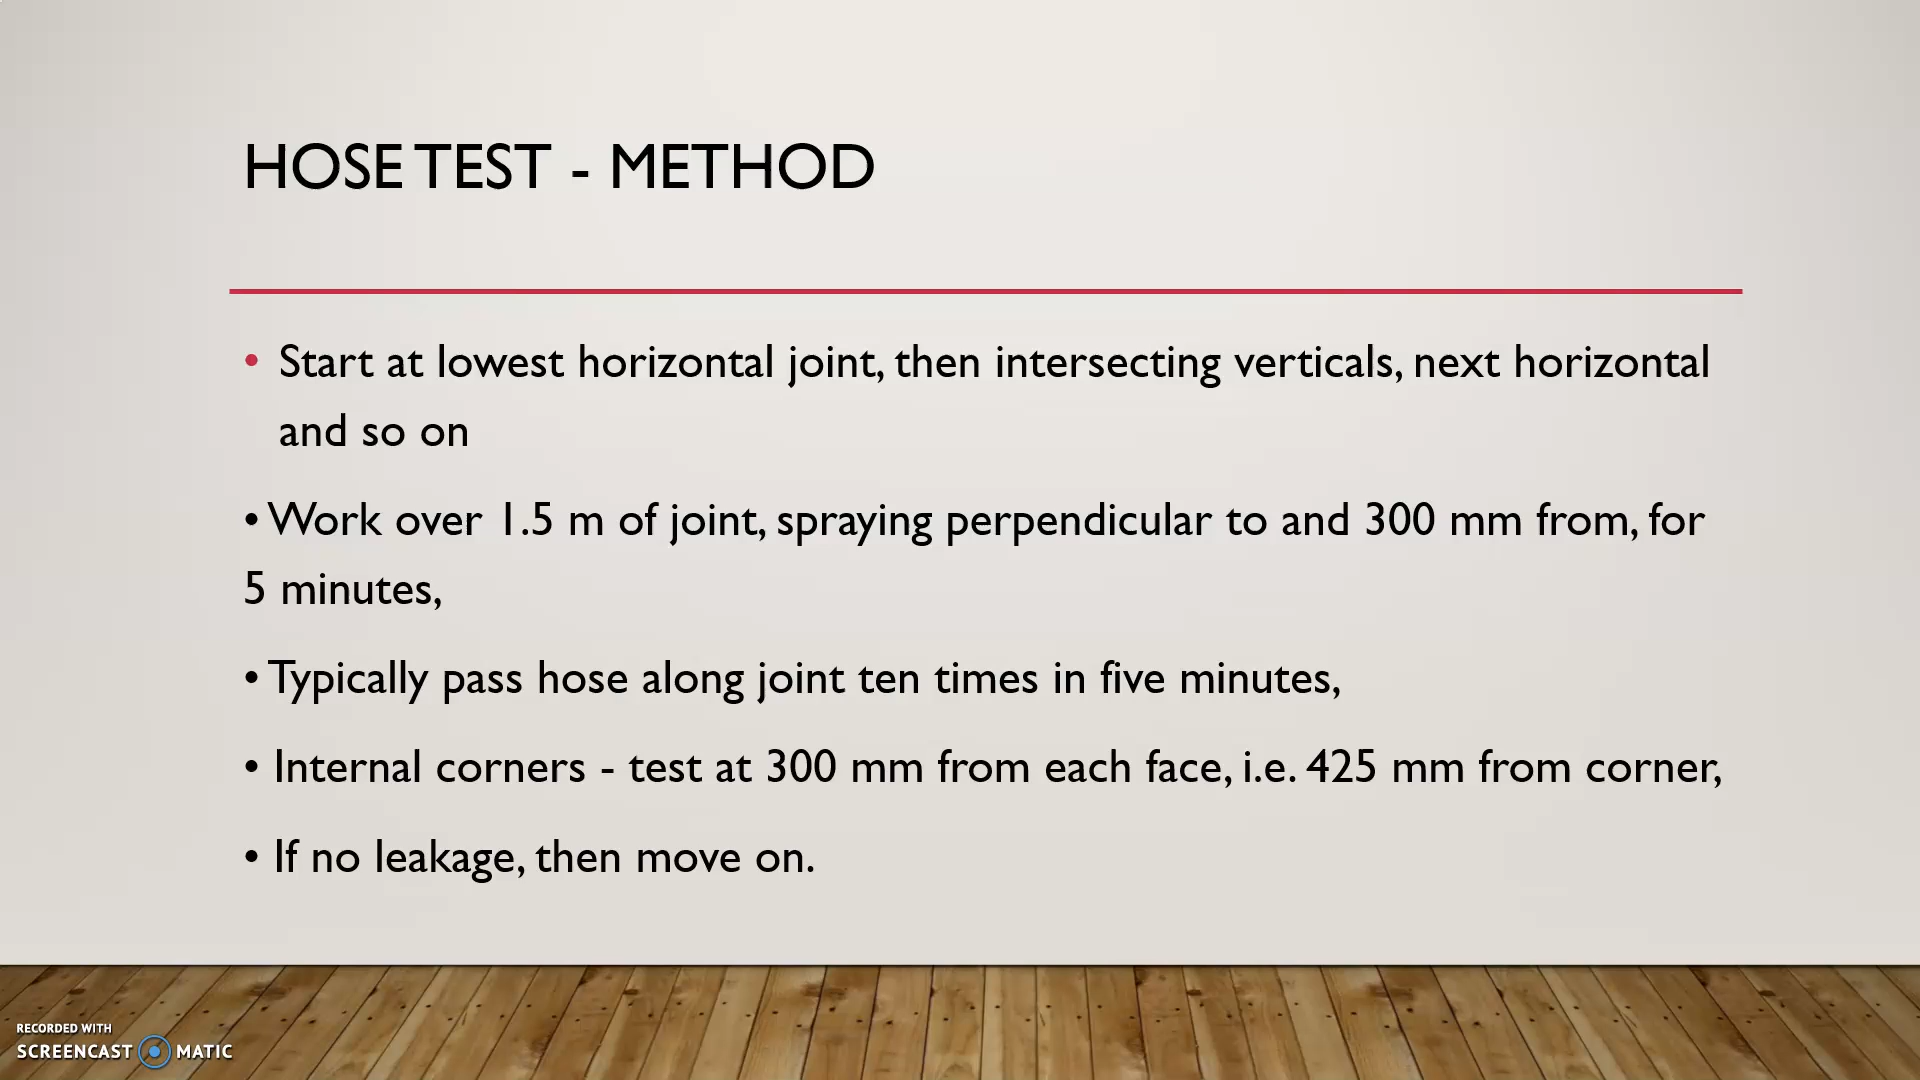 HOSE TEST - METHOD
• Start at lowest horizontal joint, then intersecting verticals, next horizontal
and so on
• Work over 1.5 m of joint, spraying perpendicular to and 300 mm from, for
5 minutes,
• Typically pass hose along joint ten times in five minutes,
• Internal corners - test at 300 mm from each face, i.e. 425 mm from corner,
• If no leakage, then move on.
RECORDED WITH
SCREENCAST MATIC